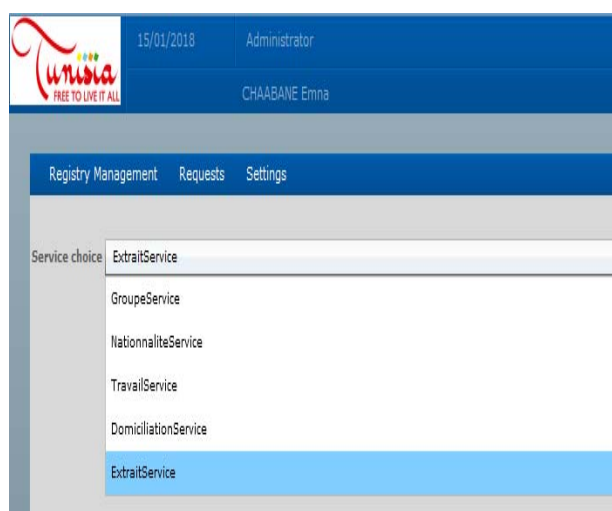 Tunisia
FREE TO LIVE IT ALL
15/01/2018 Administrator
CHAABANE Emna
Registry Management Requests Settings
Service choice ExtraitService
GroupeService
NationnaliteService
TravailService
DomiciliationService
ExtraitService